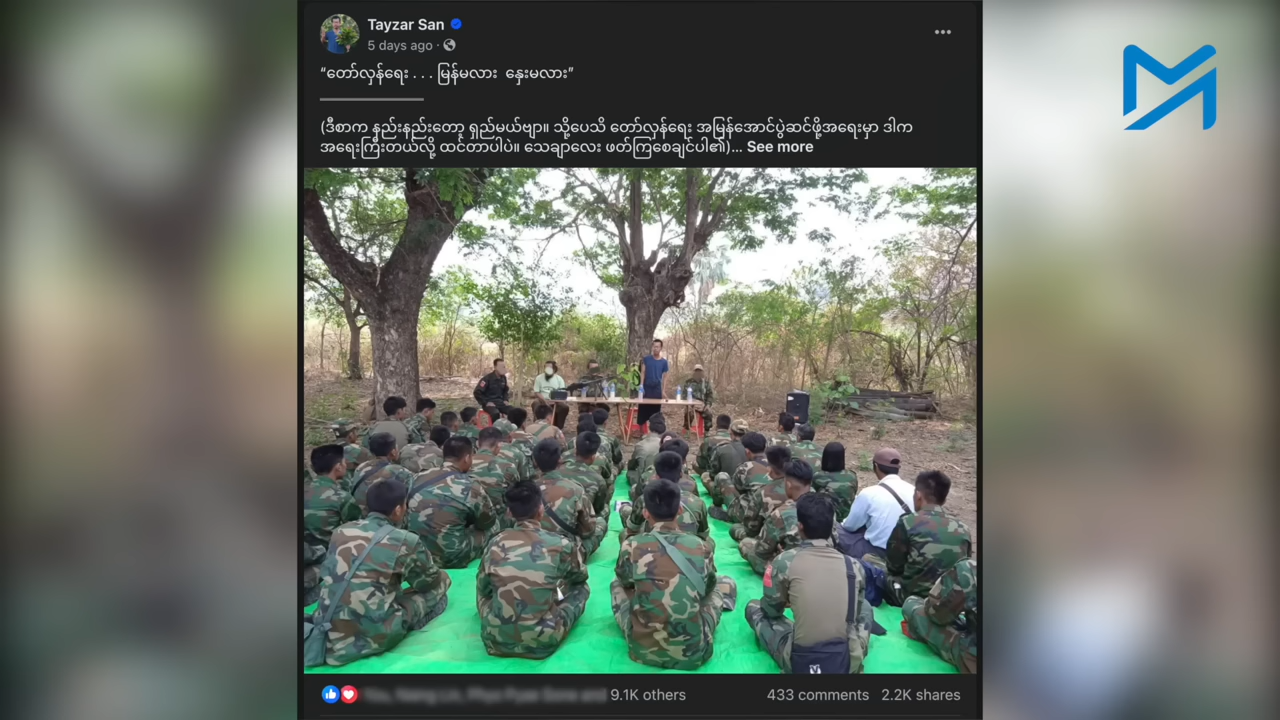 Tayzar San
5 days ago ·
“တော်လှန်ရေး . . . မြန်မလား နှေးမလား”
(ဒီစာက နည်းနည်းတော့ ရှည်မယ်ဗျာ။ သို့ပေသိ တော်လှန်ရေး အမြန်အောင်ပွဲဆင်ဖို့အရေးမှာ ဒါက
အရေးကြီးတယ်လို့ ထင်တာပါပဲ။ သေချာလေး ဖတ်ကြစေချင်ပါ၏)... See more
9.1K others 433 comments 2.2K shares